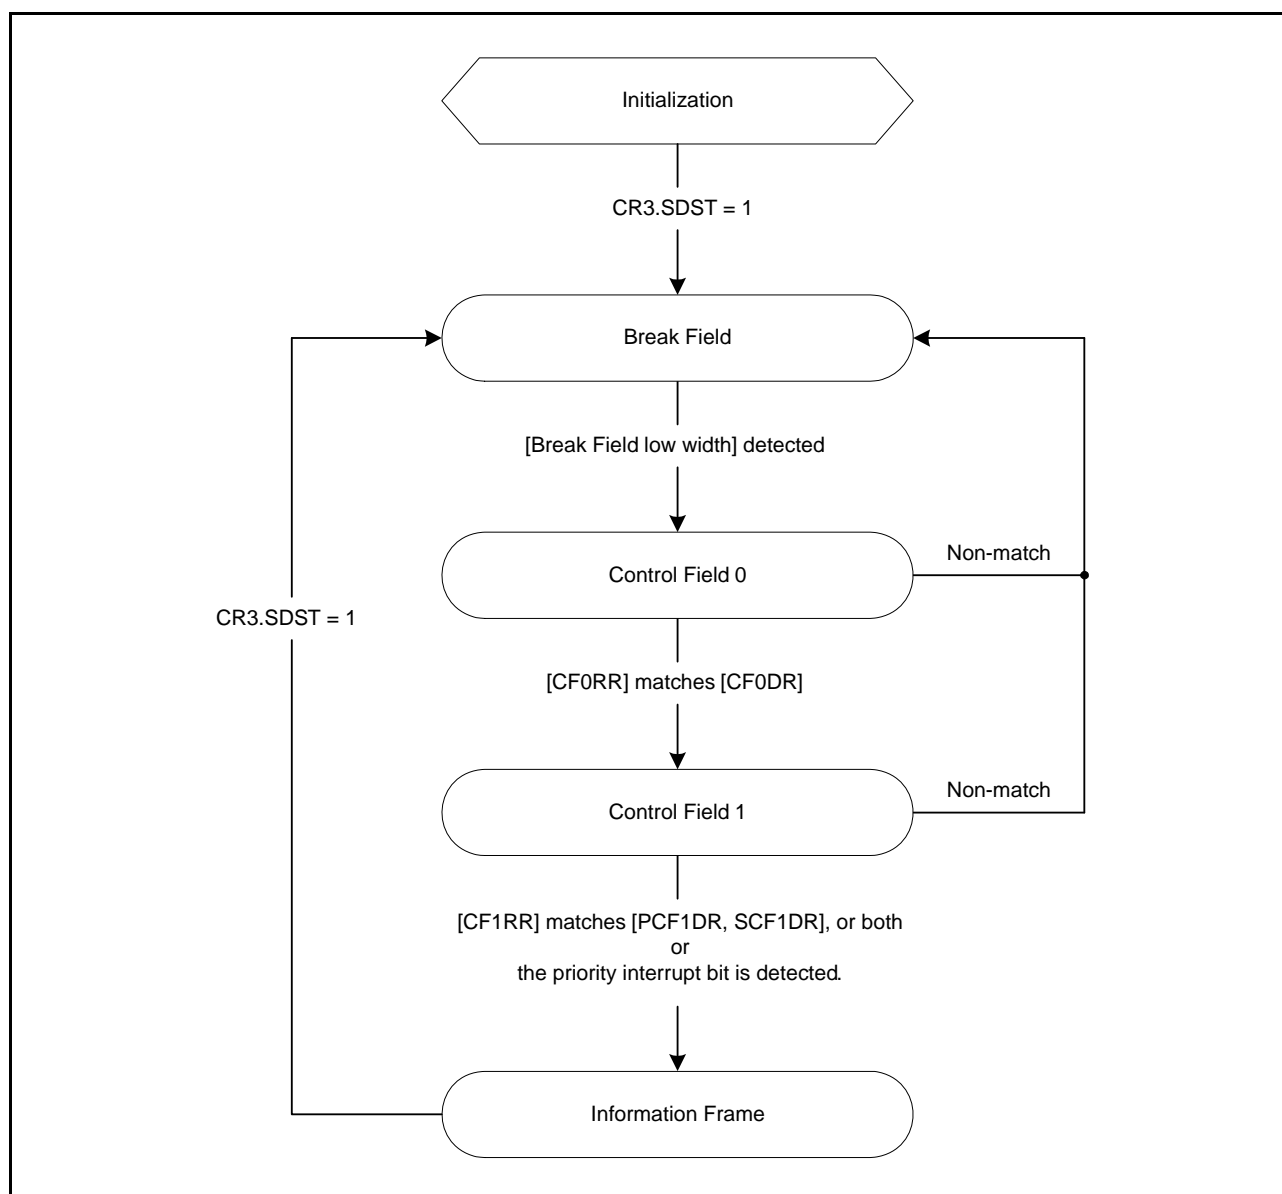 Initialization
CR3.SDST = 1
Break Field
[Break Field low width] detected
Control Field 0
Non-match
CR3.SDST = 1
[CF0RR] matches [CF0DR]
Control Field 1
Non-match
[CF1RR] matches [PCF1DR, SCF1DR], or both
or
the priority interrupt bit is detected.
Information Frame